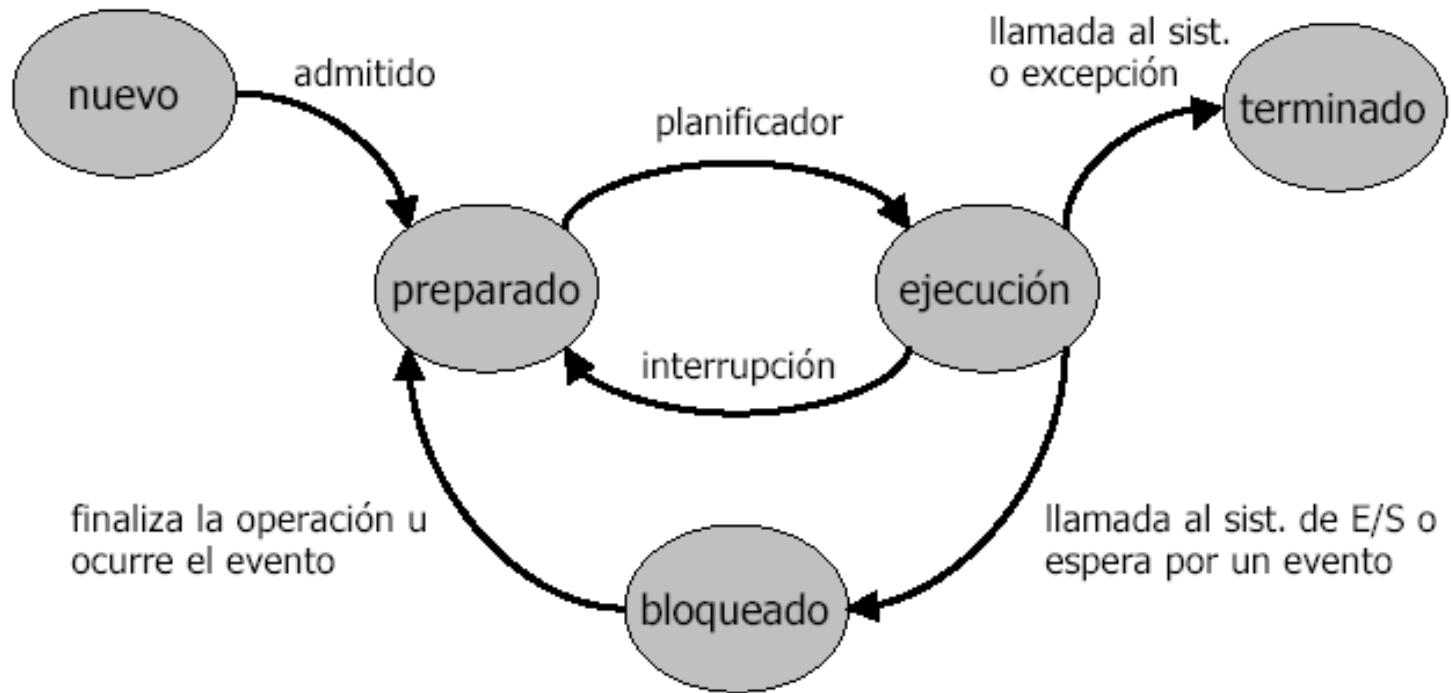 llamada al sist.
o excepción
nuevo
admitido
terminado
planificador
preparado
ejecución
interrupción
finaliza la operación u
ocurre el evento
llamada al sist. de E/S o
espera por un evento
bloqueado